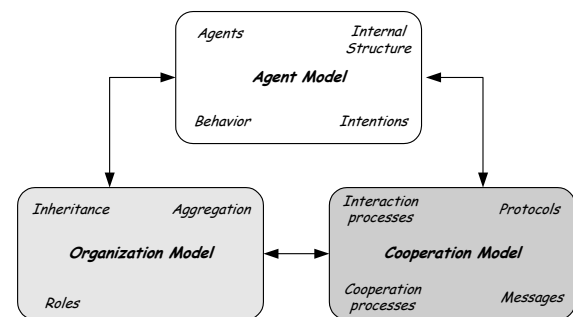 Agents
Internal
Structure
Agent Model
Behavior
Intentions
Inheritance
Aggregation
Organization Model
Roles
Interaction
processes
Protocols
Cooperation Model
Cooperation
processes
Messages